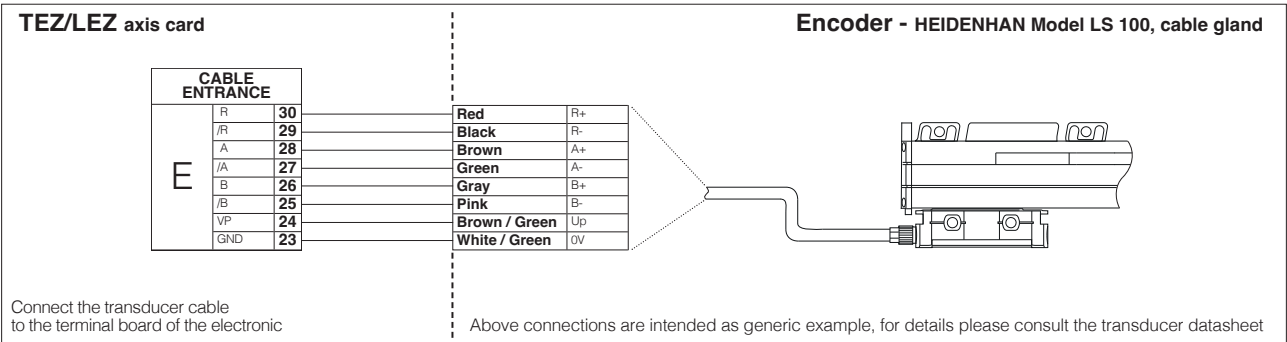 TEZ/LEZ axis card
Encoder - HEIDENHAN Model LS 100, cable gland
CABLE
ENTRANCE
E
R 30 Red R+
/R 29 Black R-
A 28 Brown A+
/A 27 Green A-
B 26 Gray B+
/B 25 Pink B-
VP 24 Brown / Green Up
GND 23 White / Green 0V
Connect the transducer cable
to the terminal board of the electronic
Above connections are intended as generic example, for details please consult the transducer datasheet